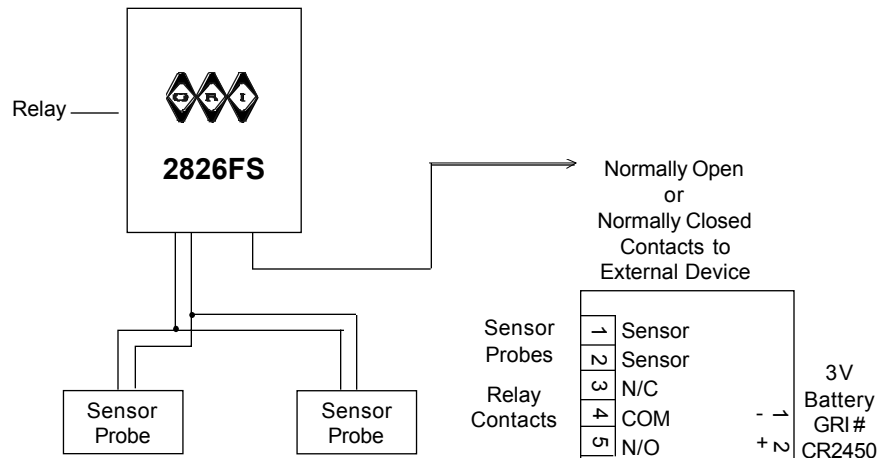 GRI
2826FS
Relay
Normally Open
or
Normally Closed
Contacts to
External Device
Sensor
Probe
Sensor
Probe
Sensor
Probes
Relay
Contacts
1 Sensor
2 Sensor
3 N/C
4 COM
5 N/O
- 1
+ 2
3V
Battery
GRI#
CR2450